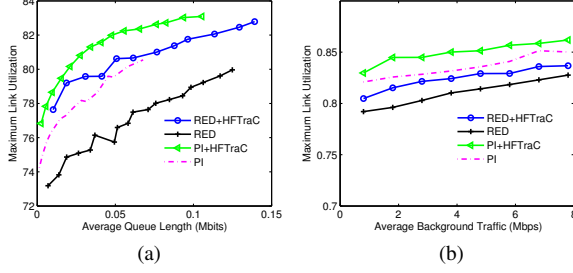 84
82
80
78
76
74
72
0
0.05
0.1
0.15
Maximum Link Utilization
Average Queue Length (Mbits)
RED+HFTraC
RED
PI+HFTraC
PI
(a)
0.85
0.8
0.75
0.7
0
2
4
6
8
Maximum Link Utilization
Average Background Traffic (Mbps)
RED+HFTraC
RED
PI+HFTraC
PI
(b)